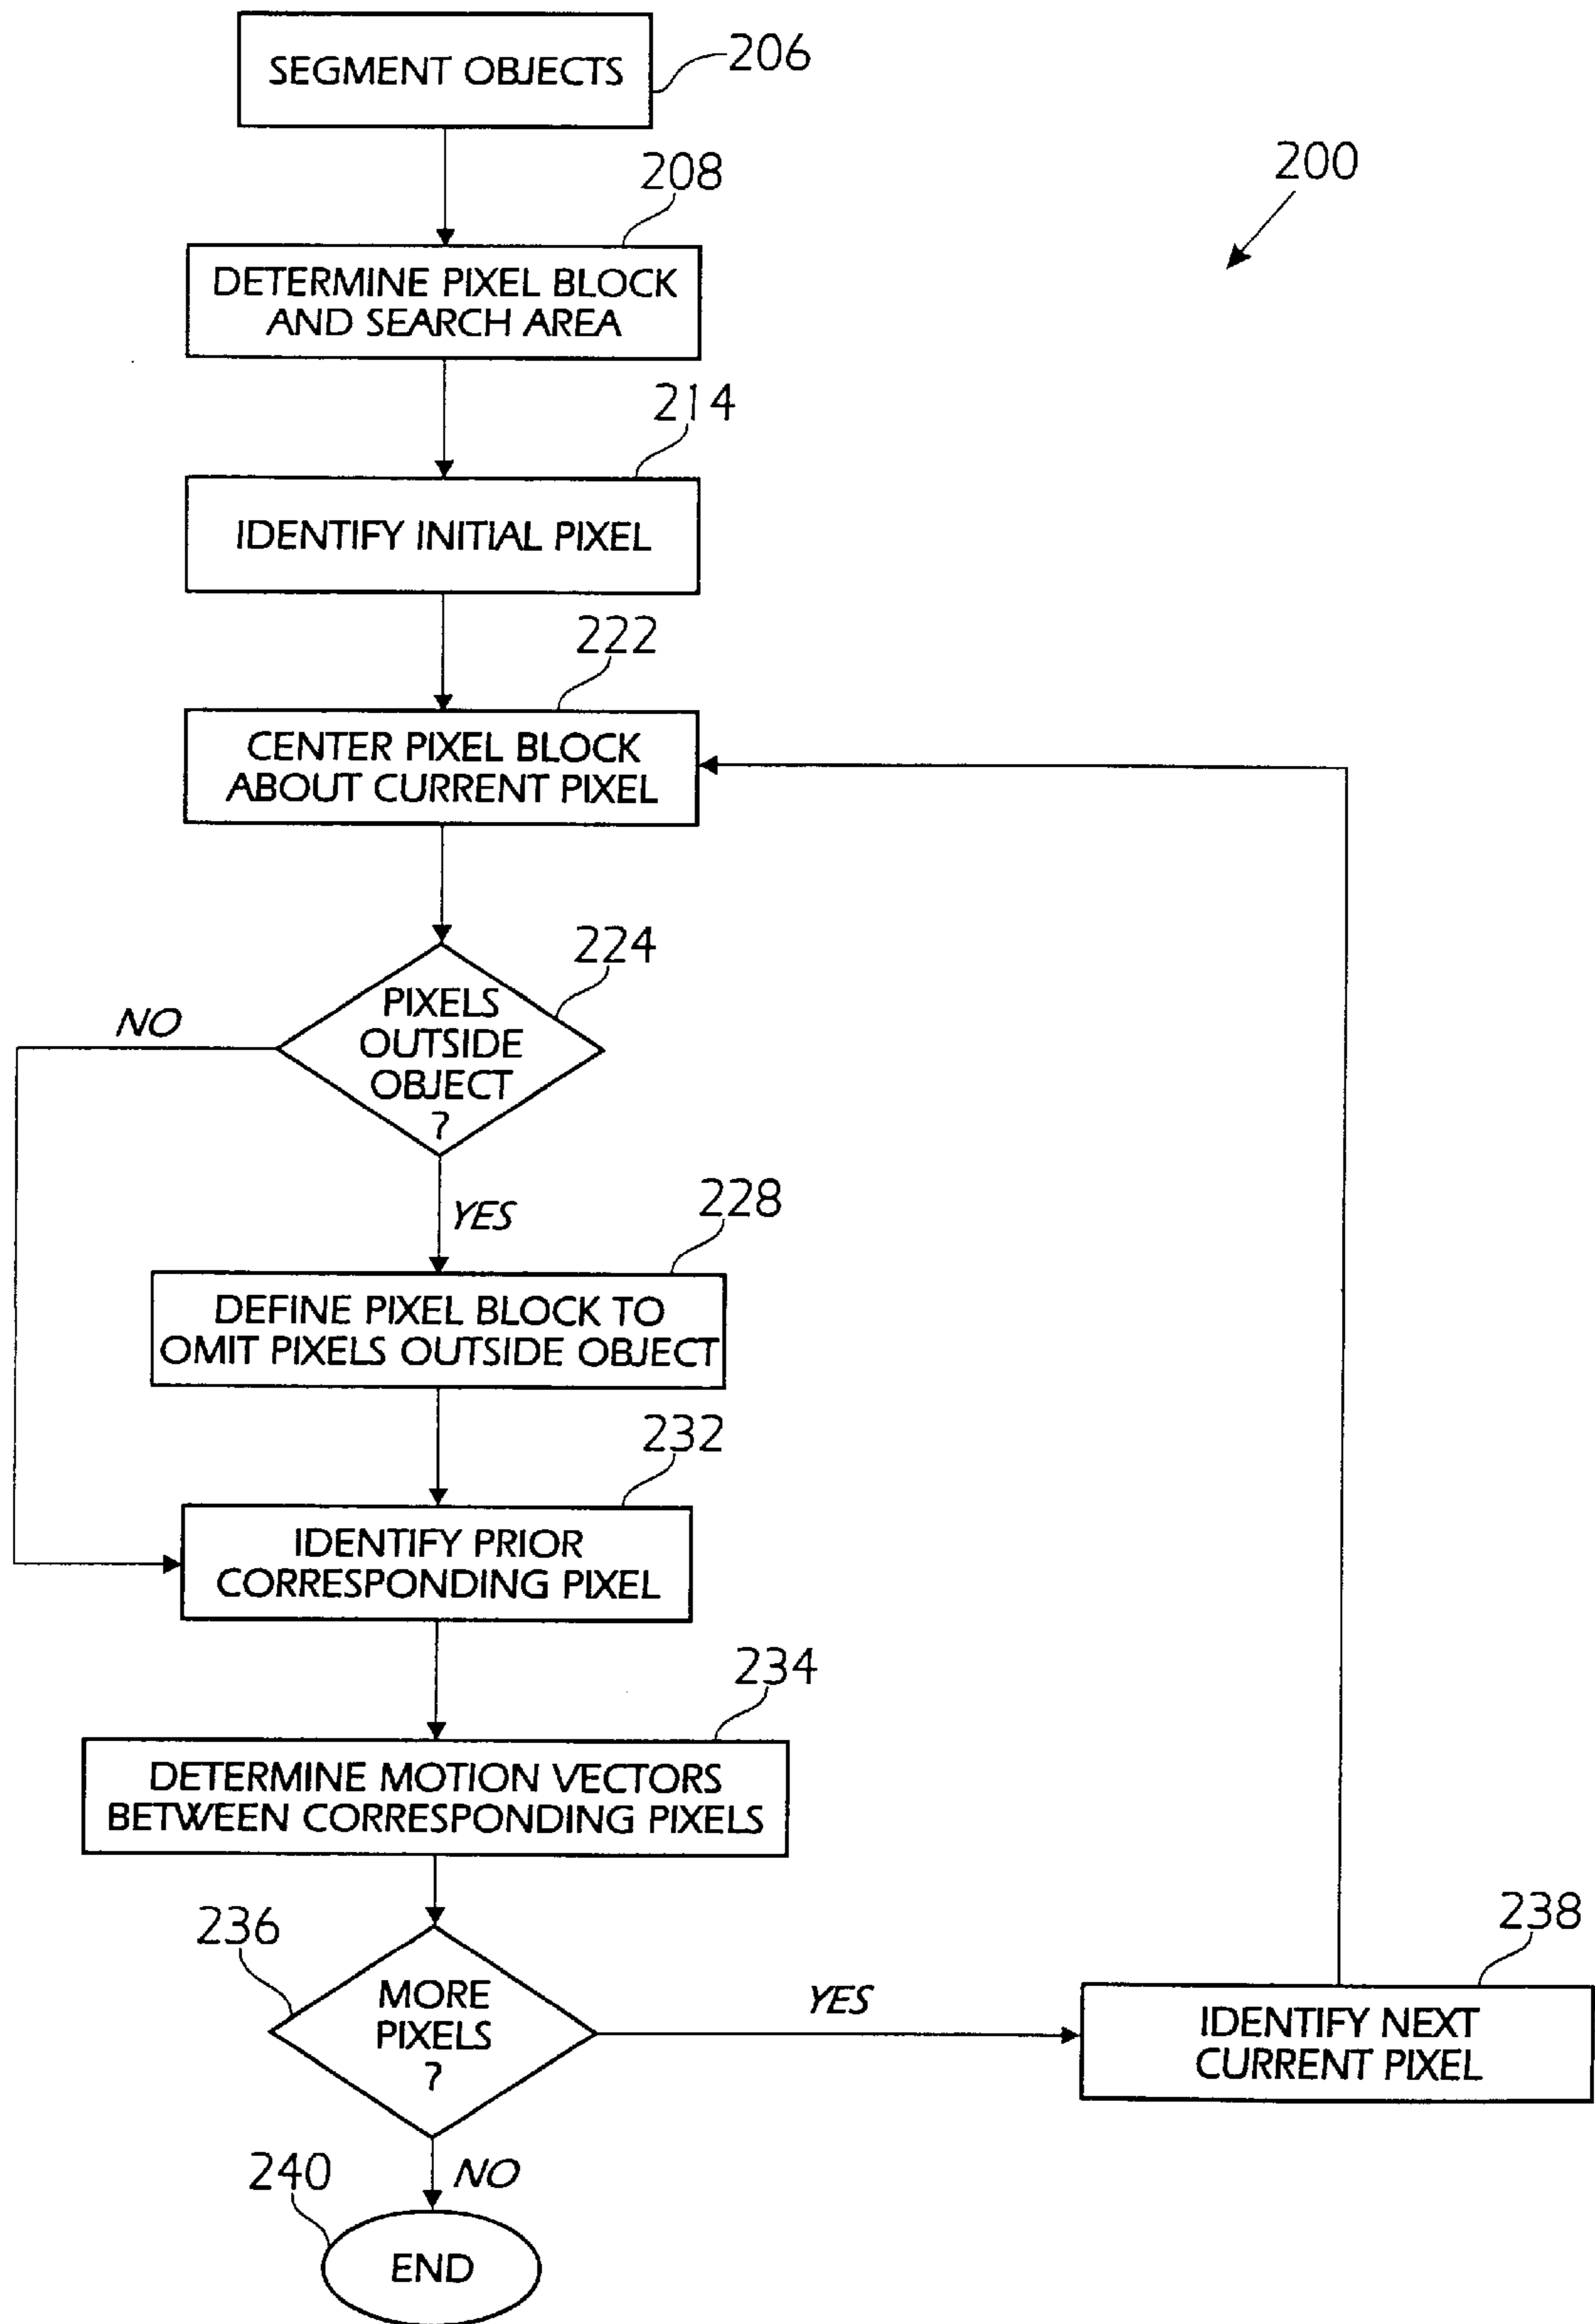 SEGMENT OBJECTS
206
200
208
DETERMINE PIXEL BLOCK
AND SEARCH AREA
214
IDENTIFY INITIAL PIXEL
222
CENTER PIXEL BLOCK
ABOUT CURRENT PIXEL
224
NO
PIXELS
OUTSIDE
OBJECT
?
YES
228
DEFINE PIXEL BLOCK TO
OMIT PIXELS OUTSIDE OBJECT
232
IDENTIFY PRIOR
CORRESPONDING PIXEL
234
DETERMINE MOTION VECTORS
BETWEEN CORRESPONDING PIXELS
236
MORE
PIXELS
?
YES
238
IDENTIFY NEXT
CURRENT PIXEL
NO
240
END